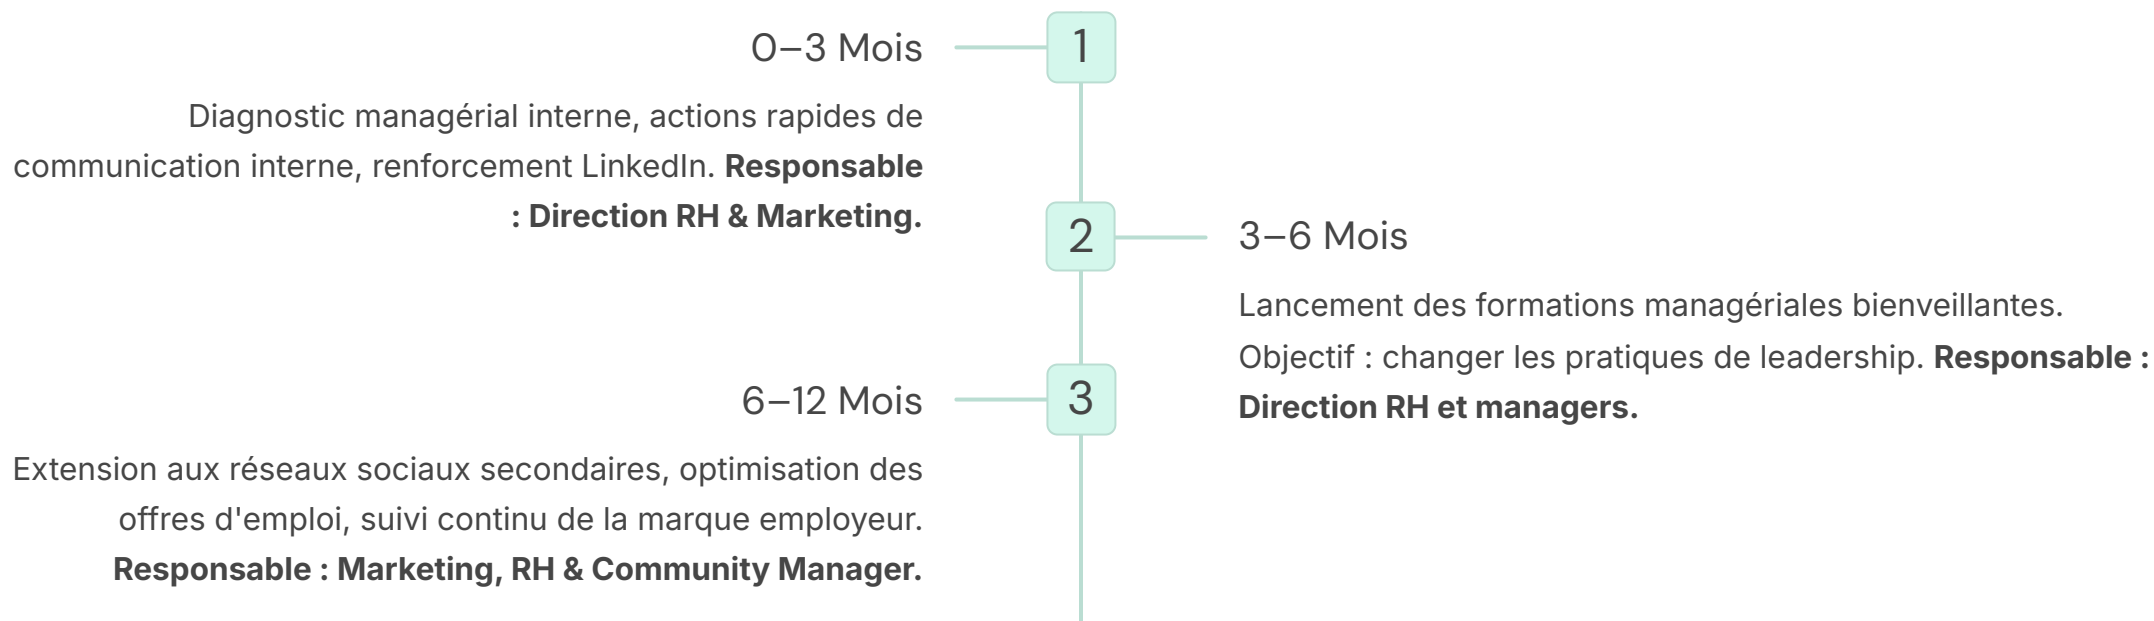 0–3 Mois
1
Diagnostic managérial interne, actions rapides de
communication interne, renforcement LinkedIn. Responsable
: Direction RH & Marketing.
2
3–6 Mois
Lancement des formations managériales bienveillantes.
Objectif : changer les pratiques de leadership. Responsable :
Direction RH et managers.
6–12 Mois
3
Extension aux réseaux sociaux secondaires, optimisation des
offres d'emploi, suivi continu de la marque employeur.
Responsable : Marketing, RH & Community Manager.